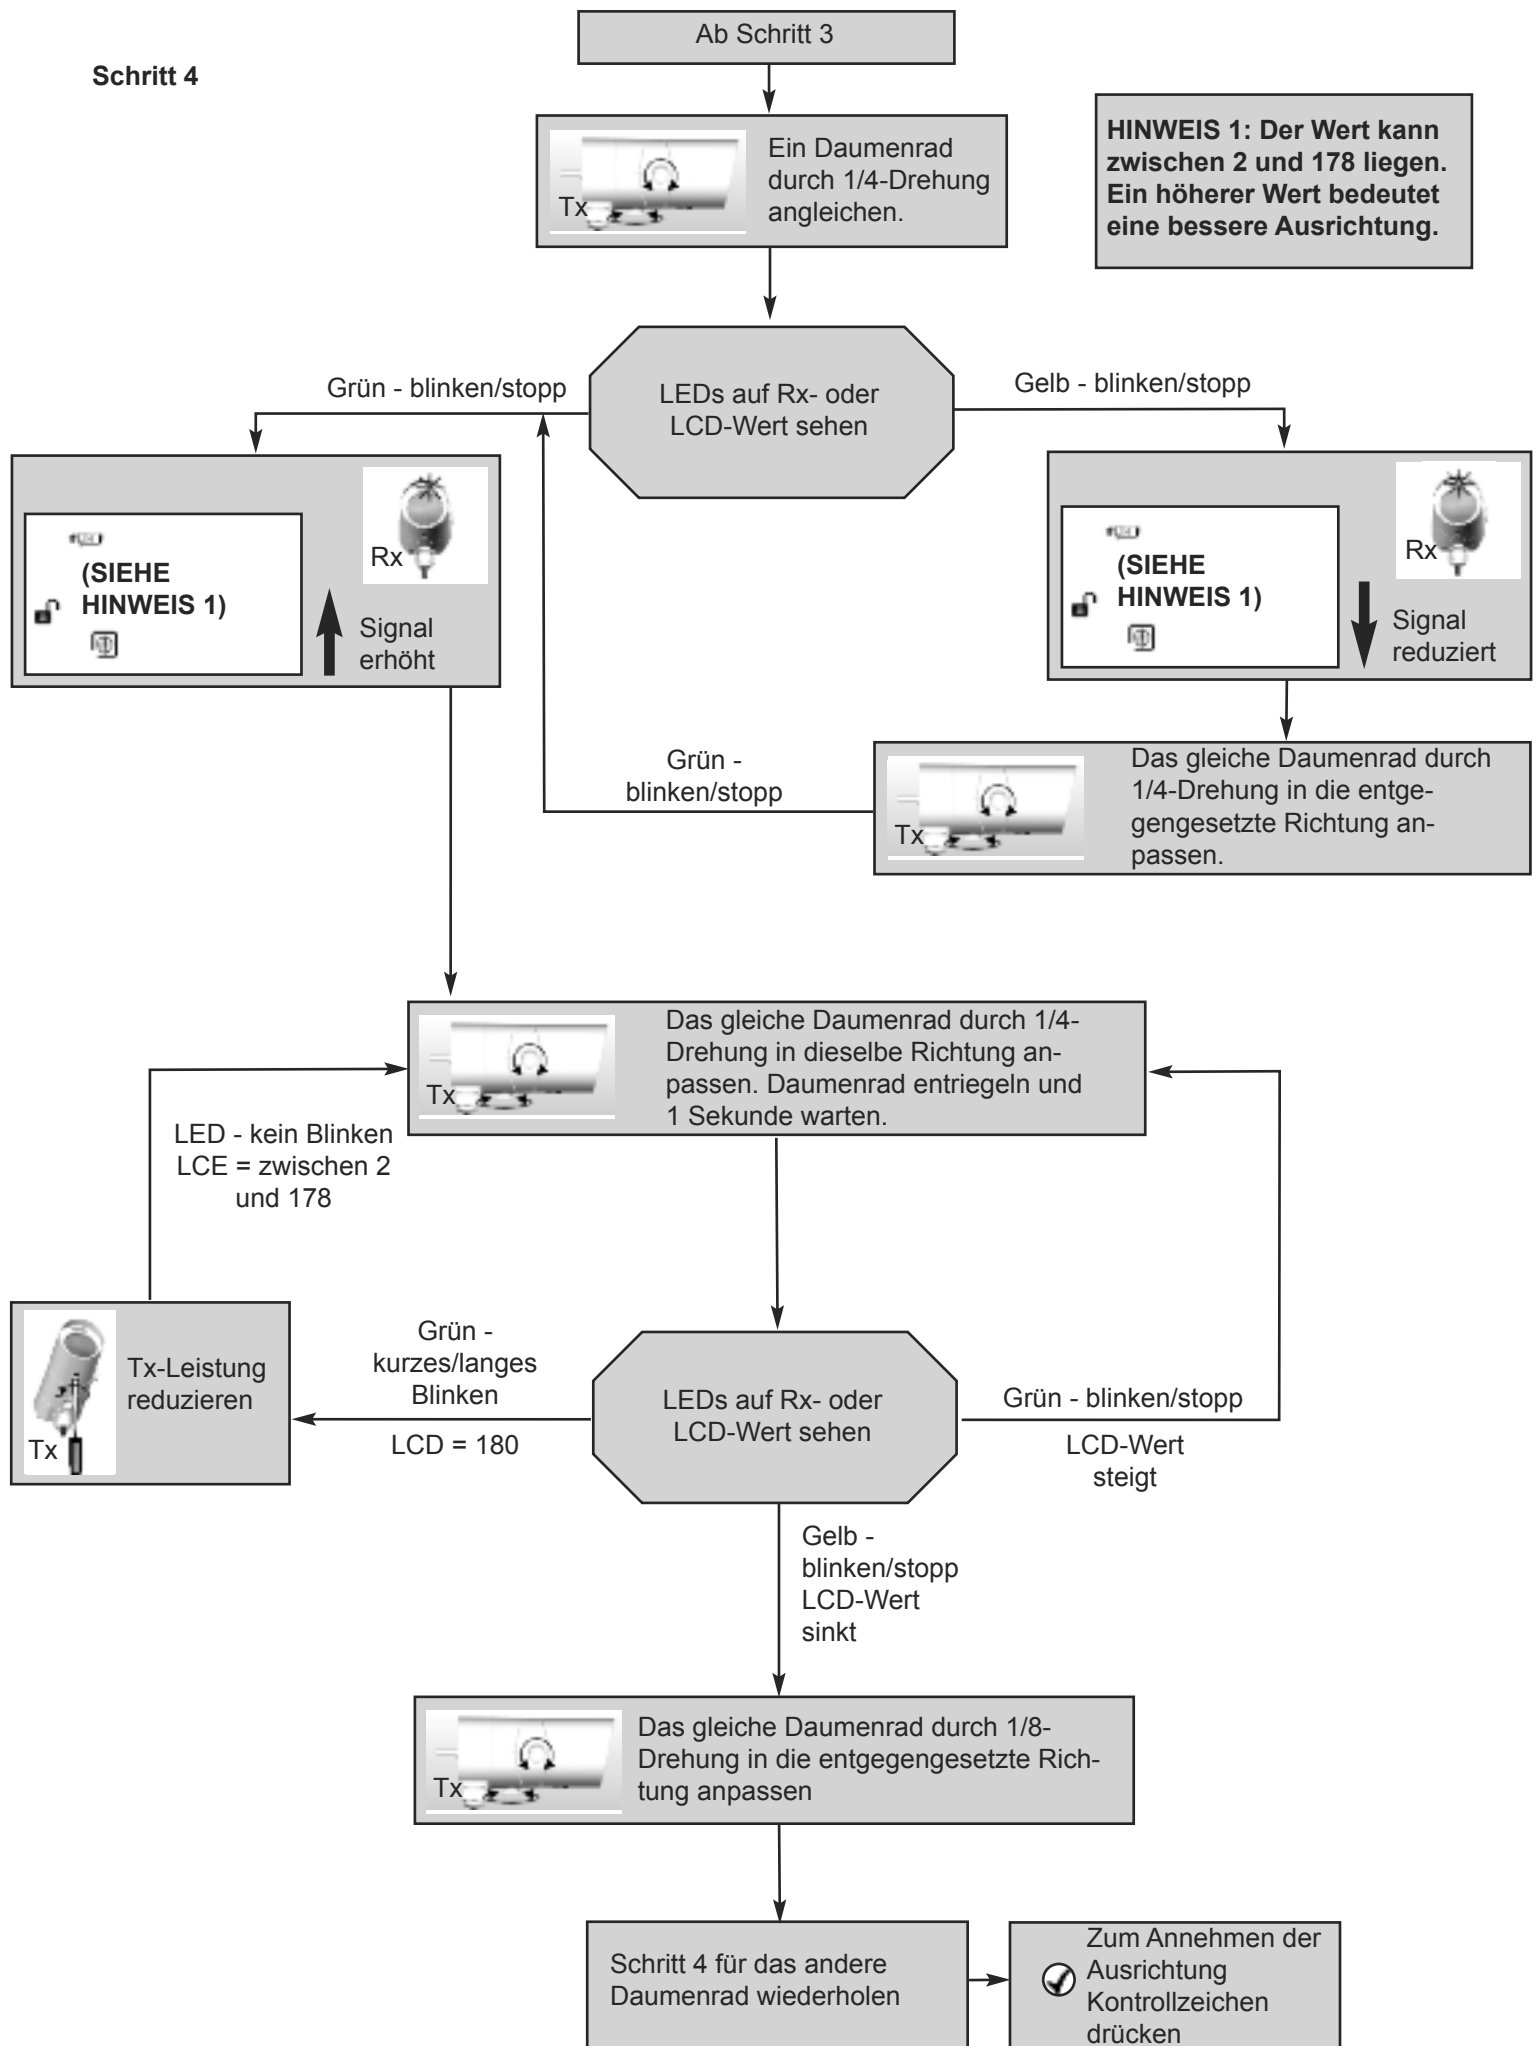 Ab Schritt 3
Schritt 4
Ein Daumenrad
durch 1/4-Drehung
angleichen.
Tx
HINWEIS 1: Der Wert kann
zwischen 2 und 178 liegen.
Ein höherer Wert bedeutet
eine bessere Ausrichtung.
Grün - blinken/stopp
LEDs auf Rx- oder
LCD-Wert sehen
Gelb - blinken/stopp
(SIEHE
HINWEIS 1)
Rx
Signal
erhöht
(SIEHE
HINWEIS 1)
Rx
Signal
reduziert
Grün -
blinken/stopp
Tx
Das gleiche Daumenrad durch
1/4-Drehung in die entge-
gengesetzte Richtung an-
passen.
Tx
Das gleiche Daumenrad durch 1/4-
Drehung in dieselbe Richtung an-
passen. Daumenrad entriegeln und
1 Sekunde warten.
LED - kein Blinken
LCE = zwischen 2
und 178
Tx
Tx-Leistung
reduzieren
Grün -
kurzes/langes
Blinken
LCD = 180
LEDs auf Rx- oder
LCD-Wert sehen
Grün - blinken/stopp
LCD-Wert
steigt
Gelb -
blinken/stopp
LCD-Wert
sinkt
Tx
Das gleiche Daumenrad durch 1/8-
Drehung in die entgegengesetzte Rich-
tung anpassen
Schritt 4 für das andere
Daumenrad wiederholen
Zum Annehmen der
Ausrichtung
Kontrollzeichen
drücken